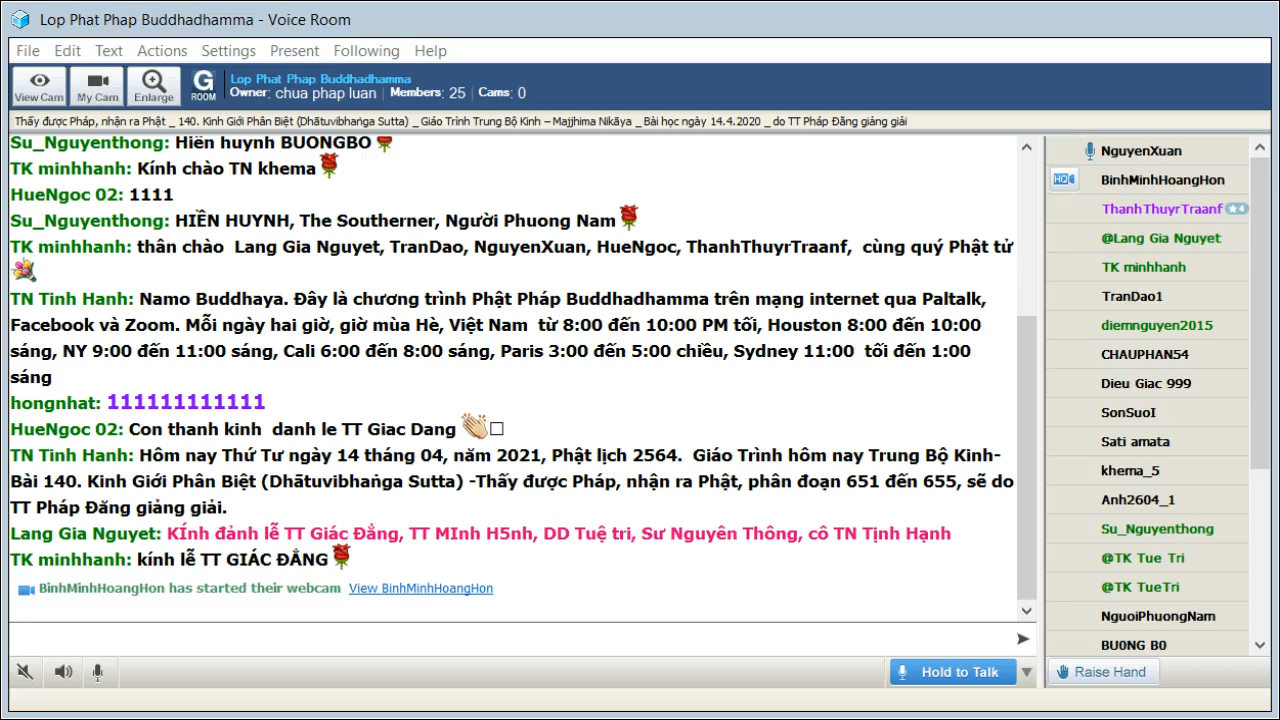 Lop Phat Phap Buddhadhamma - Voice Room
File Edit Text Actions Settings Present Following Help
View Cam My Cam Enlarge G ROOM
Lop Phat Phap Buddhadhamma
Owner: chua phap luan | Members: 25 | Cams: 0
Thấy được Pháp, nhận ra Phật _ 140. Kinh Giới Phân Biệt (Dhātuvibhaṅga Sutta) _ Giáo Trình Trung Bộ Kinh – Majjhima Nikāya _ Bài học ngày 14.4.2020 _ do TT Pháp Đăng giảng giải
Su_Nguyenthong: Hiền huynh BUONGBO
TK minhhanh: Kính chào TN khema
HueNgoc 02: 1111
Su_Nguyenthong: HIỀN HUYNH, The Southerner, Người Phuong Nam
TK minhhanh: thân chào Lang Gia Nguyet, TranDao, NguyenXuan, HueNgoc, ThanhThuyrTraanf, cùng quý Phật tử
TN Tinh Hanh: Namo Buddhaya. Đây là chương trình Phật Pháp Buddhadhamma trên mạng internet qua Paltalk,
Facebook và Zoom. Mỗi ngày hai giờ, giờ mùa Hè, Việt Nam từ 8:00 đến 10:00 PM tối, Houston 8:00 đến 10:00
sáng, NY 9:00 đến 11:00 sáng, Cali 6:00 đến 8:00 sáng, Paris 3:00 đến 5:00 chiều, Sydney 11:00 tối đến 1:00
sáng
hongnhat: 111111111111
HueNgoc 02: Con thanh kinh danh le TT Giac Dang
TN Tinh Hanh: Hôm nay Thứ Tư ngày 14 tháng 04, năm 2021, Phật lịch 2564. Giáo Trình hôm nay Trung Bộ Kinh-
Bài 140. Kinh Giới Phân Biệt (Dhātuvibhaṅga Sutta) -Thấy được Pháp, nhận ra Phật, phân đoạn 651 đến 655, sẽ do
TT Pháp Đăng giảng giải.
Lang Gia Nguyet: KÍnh đảnh lễ TT Giác Đẳng, TT MInh H5nh, DD Tuệ tri, Sư Nguyên Thông, cô TN Tịnh Hạnh
TK minhhanh: kính lễ TT GIÁC ĐẲNG
BinhMinhHoangHon has started their webcam View BinhMinhHoangHon
Hold to Talk
NguyenXuan
HD BinhMinhHoangHon
ThanhThuyrTraanf 4
@Lang Gia Nguyet
TK minhhanh
TranDao1
diemnguyen2015
CHAUPHAN54
Dieu Giac 999
SonSuoI
Sati amata
khema_5
Anh2604_1
Su_Nguyenthong
@TK Tue Tri
@TK TueTri
NguoiPhuongNam
BU0NG B0
Raise Hand